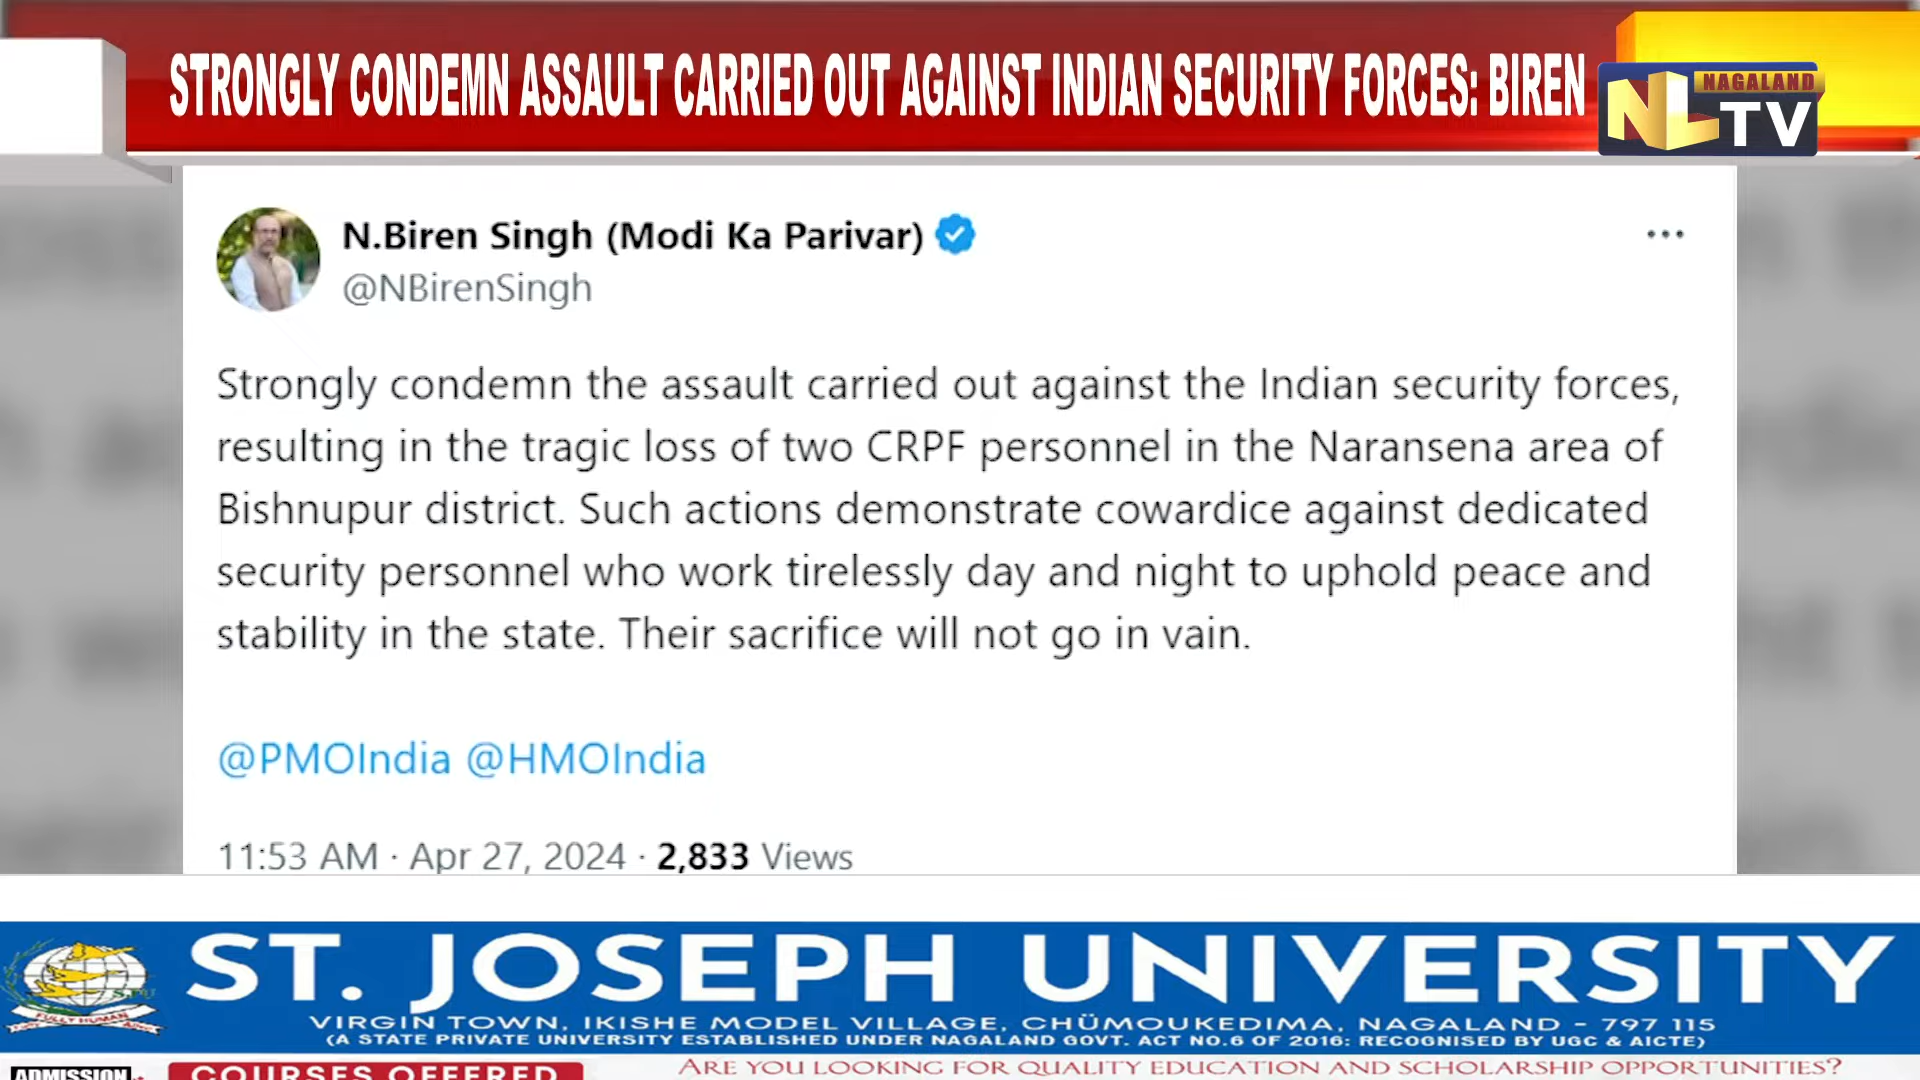 STRONGLY CONDEMN ASSAULT CARRIED OUT AGAINST INDIAN SECURITY FORCES: BIREN
NAGALAND
NL TV
N.Biren Singh (Modi Ka Parivar)
@NBirenSingh
Strongly condemn the assault carried out against the Indian security forces,
resulting in the tragic loss of two CRPF personnel in the Naransena area of
Bishnupur district. Such actions demonstrate cowardice against dedicated
security personnel who work tirelessly day and night to uphold peace and
stability in the state. Their sacrifice will not go in vain.
@PMOIndia @HMOIndia
11:53 AM · Apr 27, 2024 · 2,833 Views
ST. JOSEPH UNIVERSITY
VIRGIN TOWN, IKISHE MODEL VILLAGE, CHÜMOUKEDIMA, NAGALAND - 797 115
(A STATE PRIVATE UNIVERSITY ESTABLISHED UNDER NAGALAND GOVT. ACT NO.6 OF 2016: RECOGNISED BY UGC & AICTE)
FULLY HUMAN
ADMISSION
COURSES OFFERED
ARE YOU LOOKING FOR QUALITY EDUCATION AND SCHOLARSHIP OPPORTUNITIES?